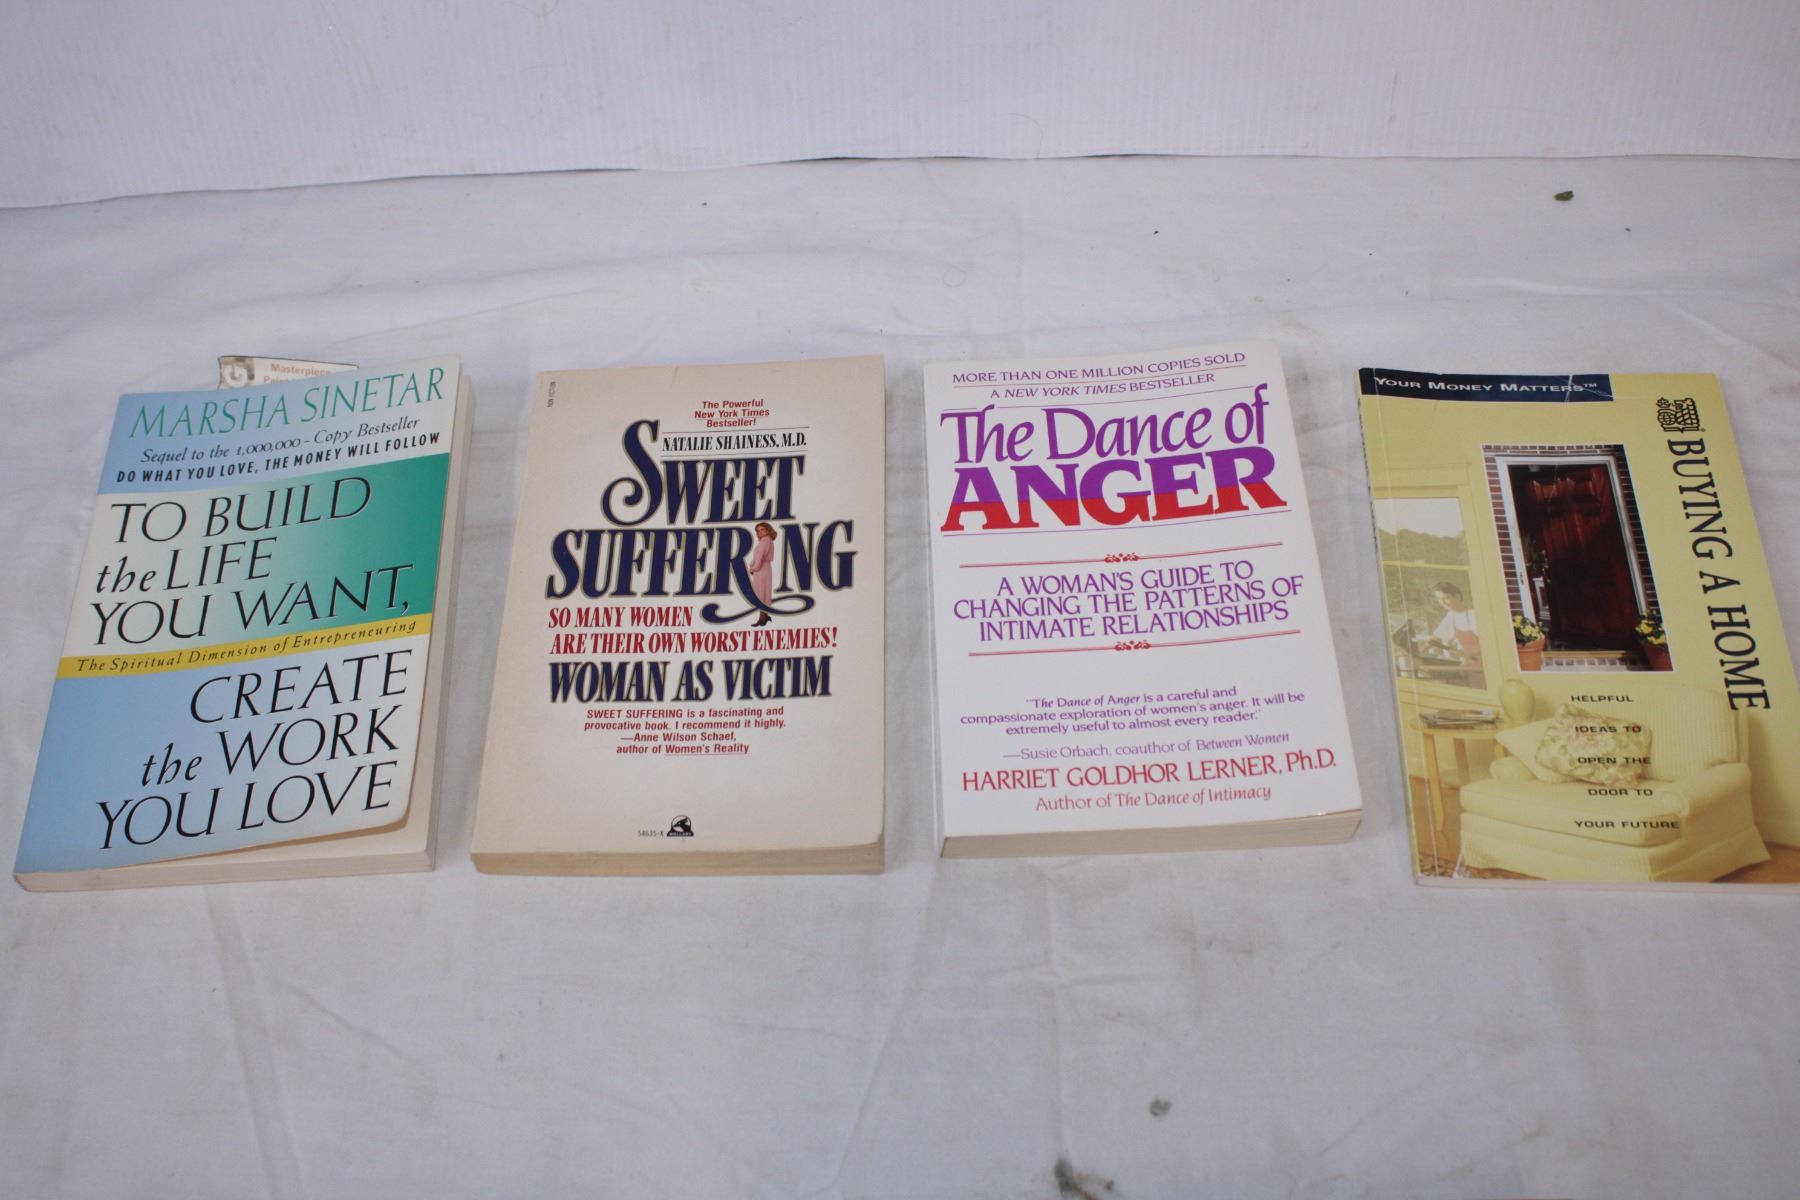 Masterpiece
MARSHA SINETAR
Sequel to the 1,000,000-Copy Bestseller
DO WHAT YOU LOVE, THE MONEY WILL FOLLOW
TO BUILD
the LIFE
YOU WANT,
The Spiritual Dimension of Entrepreneuring
CREATE
the WORK
YOU LOVE
NON-FICTION
The Powerful
New York Times
Bestseller!
NATALIE SHAINESS, M.D.
SWEET
SUFFERING
SO MANY WOMEN
ARE THEIR OWN WORST ENEMIES!
WOMAN AS VICTIM
SWEET SUFFERING is a fascinating and
provocative book. I recommend it highly.
—Anne Wilson Schaef,
author of Women's Reality
54635-X
MORE THAN ONE MILLION COPIES SOLD
A NEW YORK TIMES BESTSELLER
The Dance of
ANGER
A WOMAN'S GUIDE TO
CHANGING THE PATTERNS OF
INTIMATE RELATIONSHIPS
"The Dance of Anger is a careful and
compassionate exploration of women's anger. It will be
extremely useful to almost every reader."
—Susie Orbach, coauthor of Between Women
HARRIET GOLDHOR LERNER, Ph.D.
Author of The Dance of Intimacy
YOUR MONEY MATTERS™
BUYING A HOME
HELPFUL
IDEAS TO
OPEN THE
DOOR TO
YOUR FUTURE